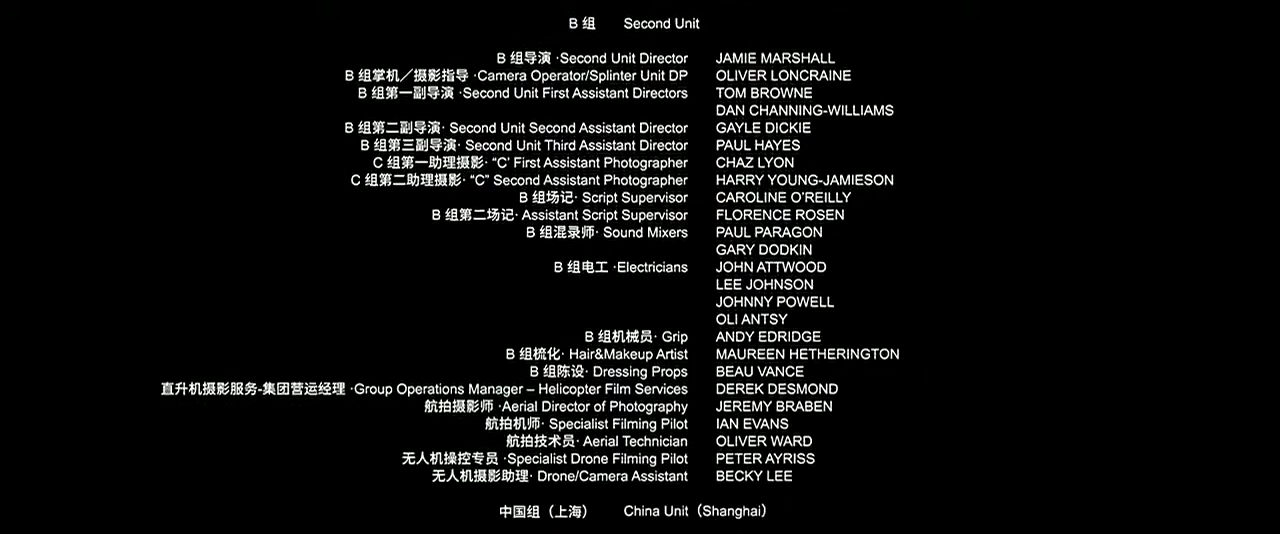 B 组 Second Unit
B 组导演 ·Second Unit Director JAMIE MARSHALL
B 组掌机／摄影指导 ·Camera Operator/Splinter Unit DP OLIVER LONCRAINE
B 组第一副导演 ·Second Unit First Assistant Directors TOM BROWNE
DAN CHANNING-WILLIAMS
B 组第二副导演· Second Unit Second Assistant Director GAYLE DICKIE
B 组第三副导演· Second Unit Third Assistant Director PAUL HAYES
C 组第一助理摄影· “C’ First Assistant Photographer CHAZ LYON
C 组第二助理摄影· “C” Second Assistant Photographer HARRY YOUNG-JAMIESON
B 组场记· Script Supervisor CAROLINE O’REILLY
B 组第二场记· Assistant Script Supervisor FLORENCE ROSEN
B 组混录师· Sound Mixers PAUL PARAGON
GARY DODKIN
B 组电工 ·Electricians JOHN ATTWOOD
LEE JOHNSON
JOHNNY POWELL
OLI ANTSY
B 组机械员· Grip ANDY EDRIDGE
B 组梳化· Hair&Makeup Artist MAUREEN HETHERINGTON
B 组陈设· Dressing Props BEAU VANCE
直升机摄影服务-集团营运经理 ·Group Operations Manager – Helicopter Film Services DEREK DESMOND
航拍摄影师 ·Aerial Director of Photography JEREMY BRABEN
航拍机师· Specialist Filming Pilot IAN EVANS
航拍技术员· Aerial Technician OLIVER WARD
无人机操控专员 ·Specialist Drone Filming Pilot PETER AYRISS
无人机摄影助理· Drone/Camera Assistant BECKY LEE
中国组（上海） China Unit（Shanghai）